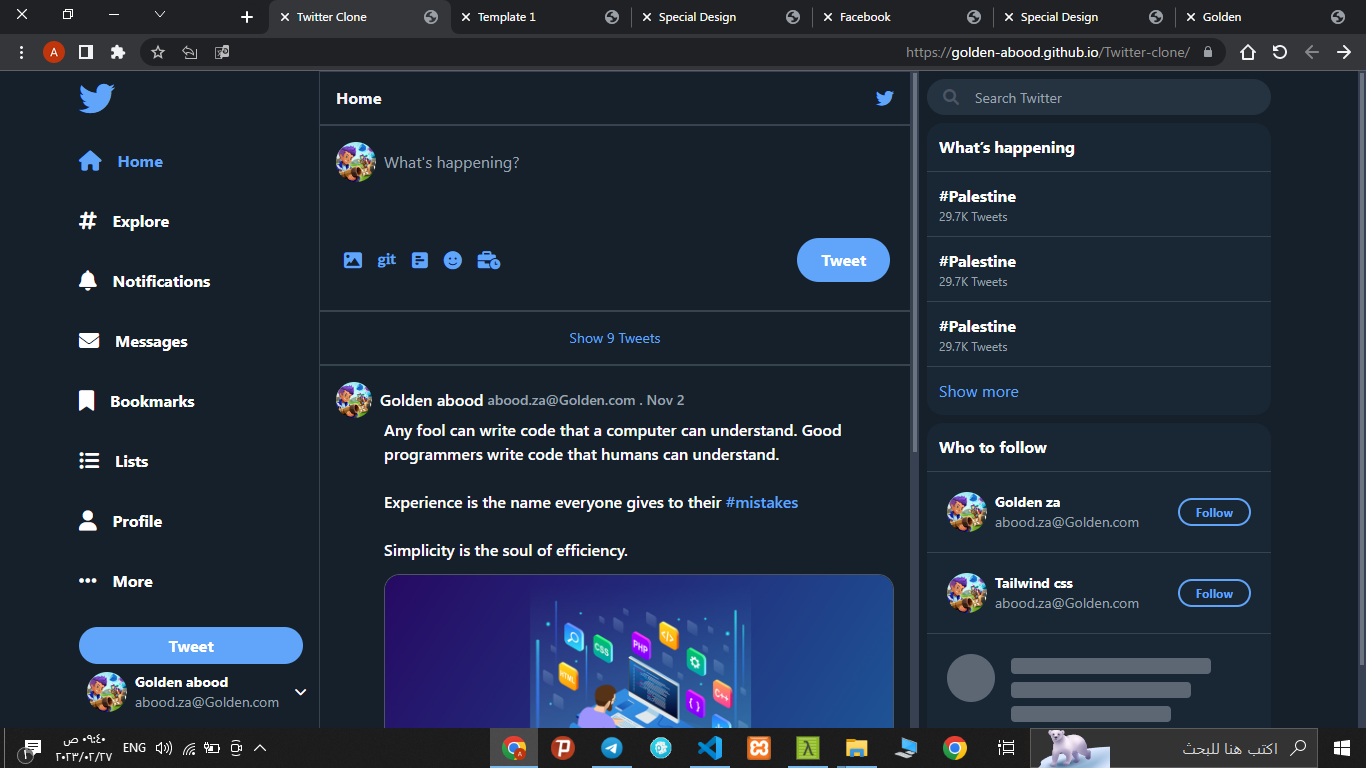 Twitter Clone
Template 1
Special Design
Facebook
Special Design
Golden
A
https://golden-abood.github.io/Twitter-clone/
Home
Explore
Notifications
Messages
Bookmarks
Lists
Profile
More
Tweet
Golden abood
abood.za@Golden.com
Home
What's happening?
git
Tweet
Show 9 Tweets
Golden abood abood.za@Golden.com . Nov 2
Any fool can write code that a computer can understand. Good
programmers write code that humans can understand.
Experience is the name everyone gives to their #mistakes
Simplicity is the soul of efficiency.
CSS
PHP
HTML
C++
Search Twitter
What's happening
#Palestine
29.7K Tweets
#Palestine
29.7K Tweets
#Palestine
29.7K Tweets
Show more
Who to follow
Golden za
abood.za@Golden.com
Follow
Tailwind css
abood.za@Golden.com
Follow
1
٠٩:٤٠ ص
٢٠٢٣/٠٢/٢٧
ENG
اكتب هنا للبحث